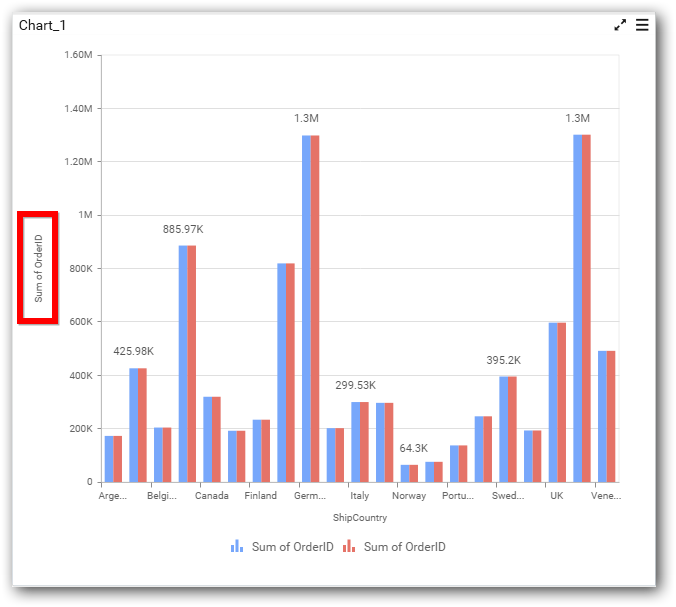 Chart_1
1.60M
1.40M
1.20M
1M
800K
600K
400K
200K
0
Sum of OrderID
425.98K
885.97K
1.3M
299.53K
64.3K
395.2K
1.3M
Arge... Belgi... Canada Finland Germ... Italy Norway Portu... Swed... UK Vene...
ShipCountry
Sum of OrderID Sum of OrderID